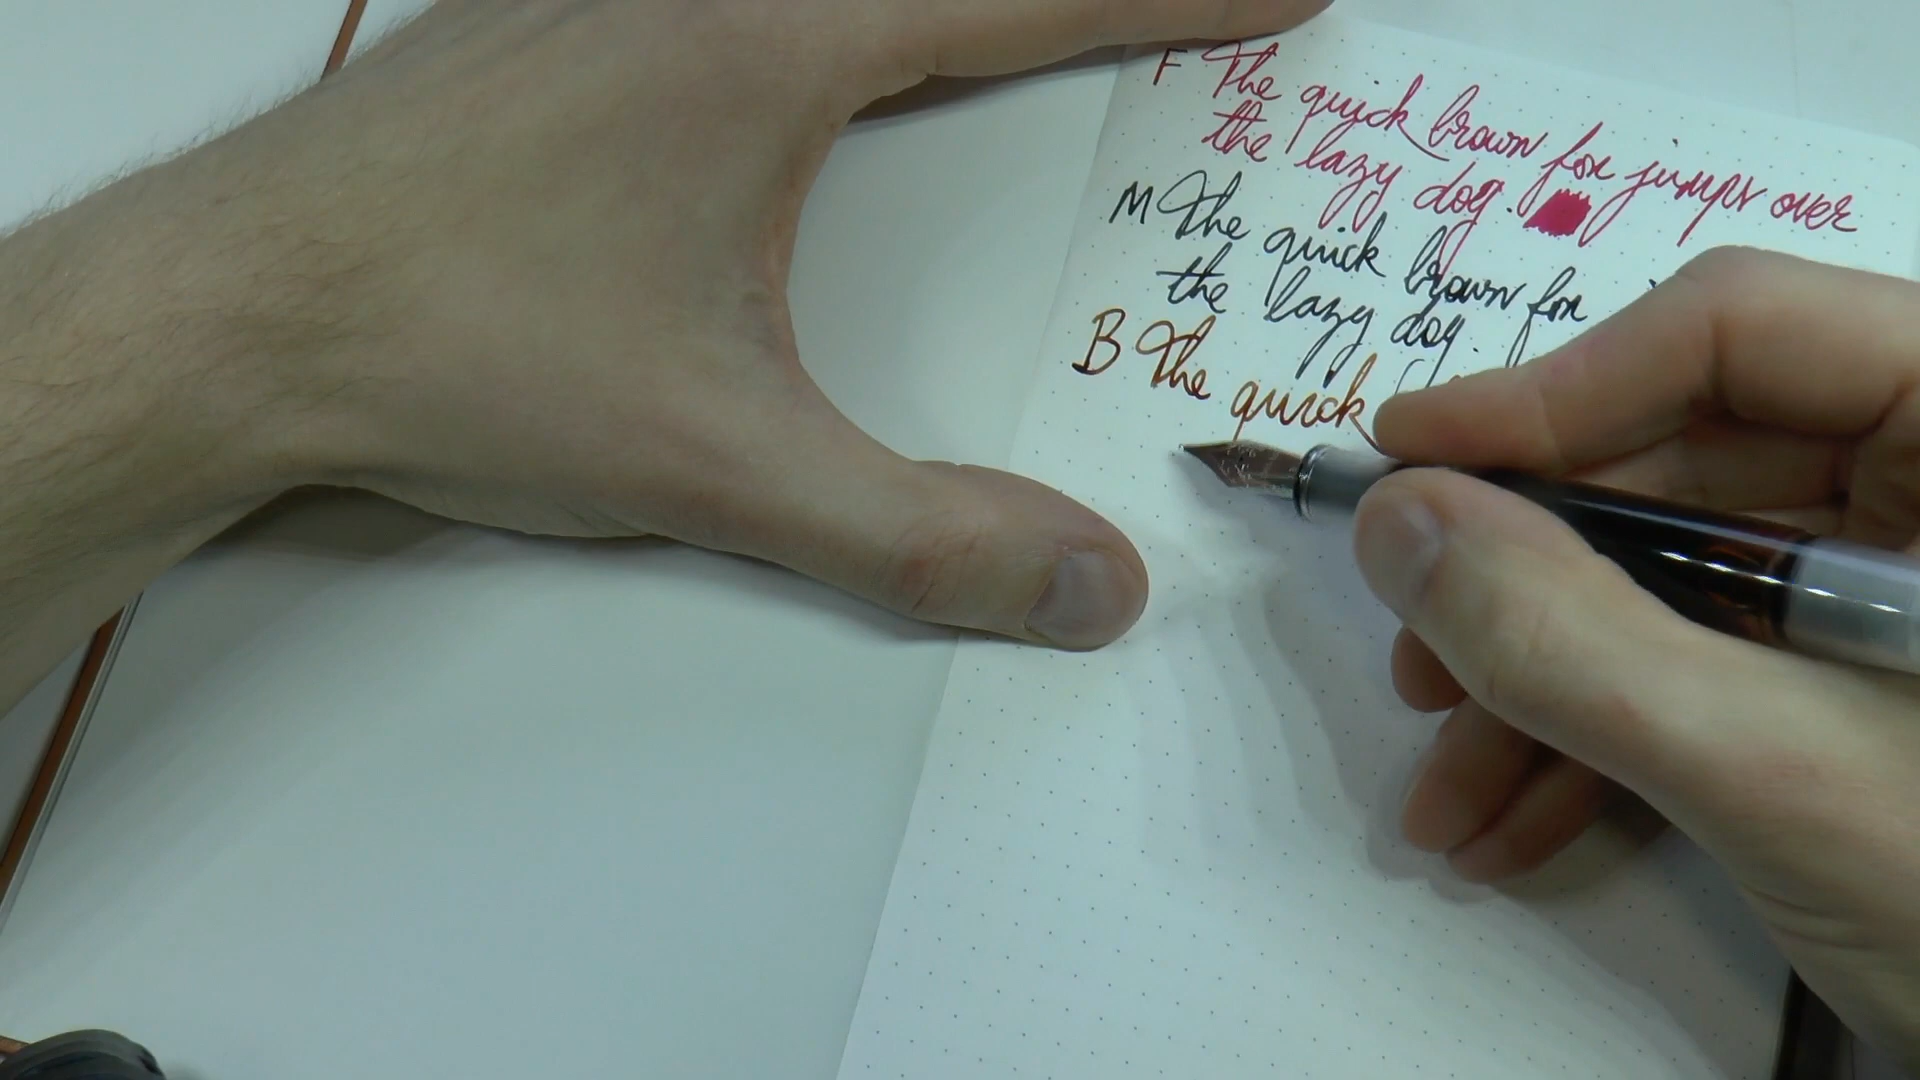 F The quick brown fox jumps over
the lazy dog.
M The quick brown fox
the lazy dog.
B The quick